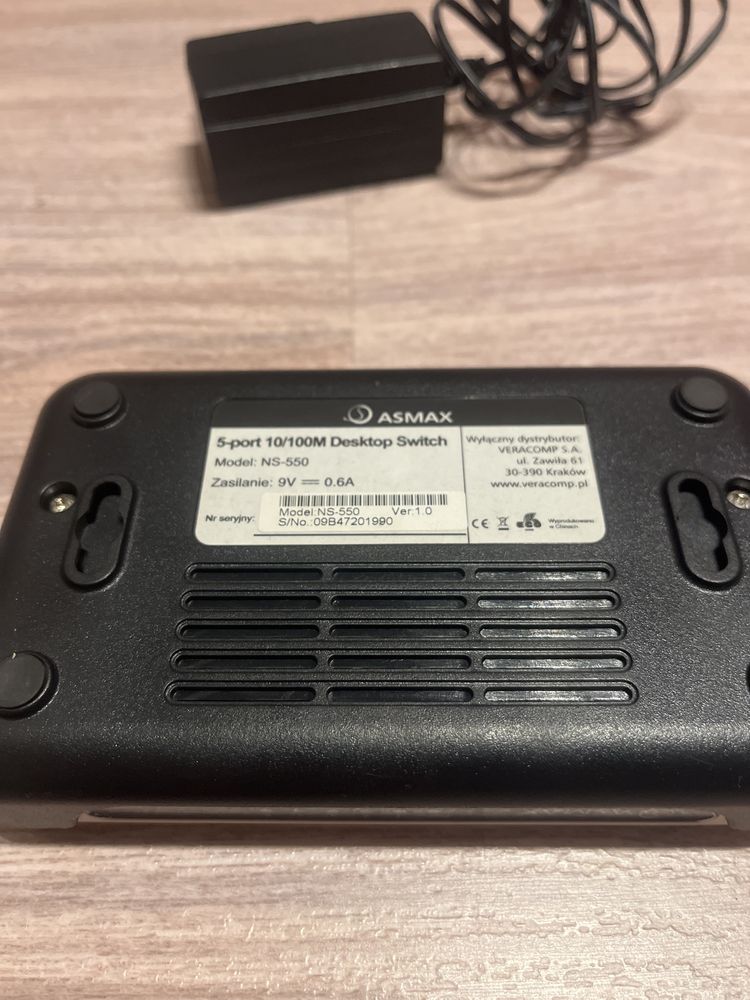 ASMAX
5-port 10/100M Desktop Switch
Model: NS-550
Zasilanie: 9V ⎓ 0.6A
Nr seryjny:
Model:NS-550 Ver:1.0
S/No.:09B47201990
Wyłączny dystrybutor:
VERACOMP S.A.
ul. Zawiła 61
30-390 Kraków
www.veracomp.pl
CE
Wyprodukowano
w Chinach